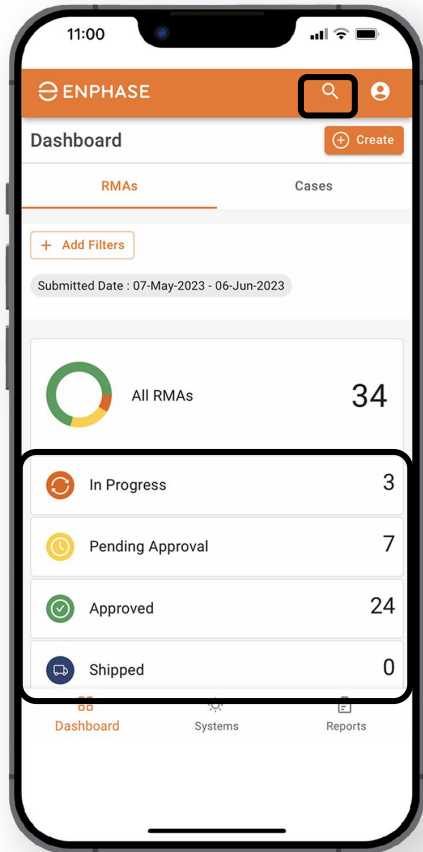 11:00
ENPHASE
Dashboard
Create
RMAs Cases
+ Add Filters
Submitted Date : 07-May-2023 - 06-Jun-2023
All RMAs 34
In Progress 3
Pending Approval 7
Approved 24
Shipped 0
Dashboard Systems Reports